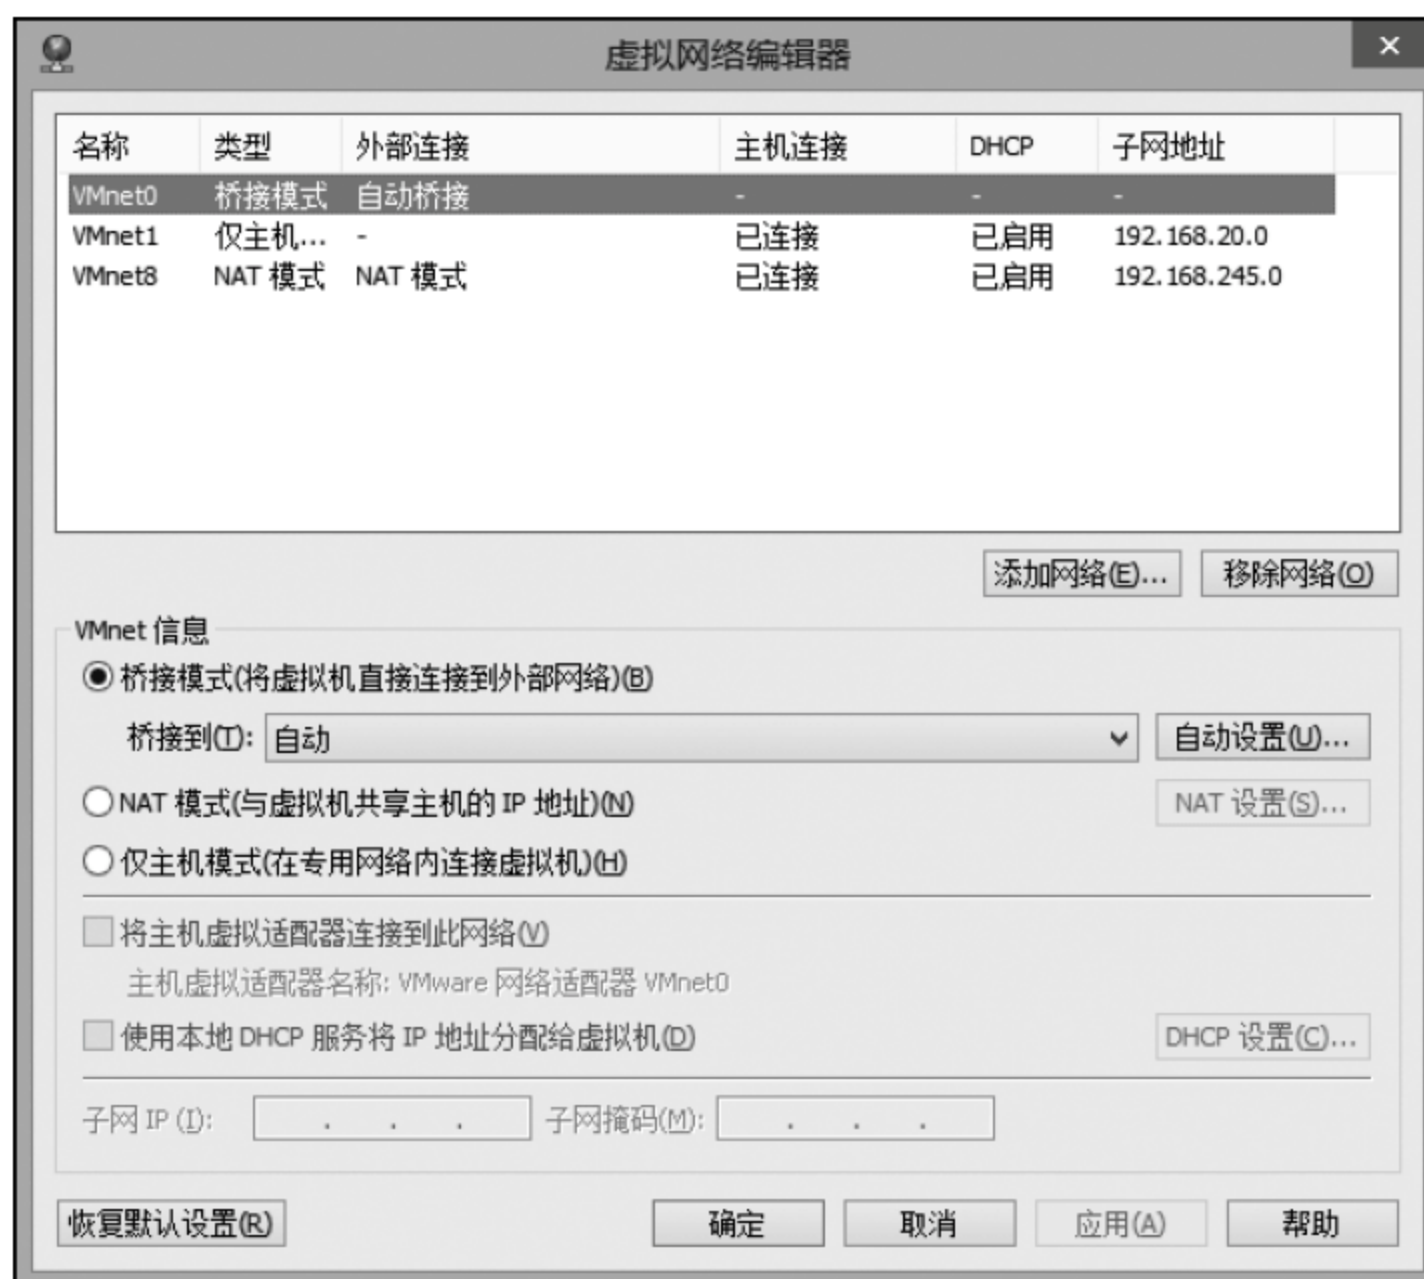 虚拟网络编辑器
名称 类型 外部连接 主机连接 DHCP 子网地址
VMnet0 桥接模式 自动桥接 - - -
VMnet1 仅主机... - 已连接 已启用 192.168.20.0
VMnet8 NAT 模式 NAT 模式 已连接 已启用 192.168.245.0
添加网络(E)... 移除网络(O)
VMnet 信息
桥接模式(将虚拟机直接连接到外部网络)(B)
桥接到(T): 自动 自动设置(U)...
NAT 模式(与虚拟机共享主机的 IP 地址)(N) NAT 设置(S)...
仅主机模式(在专用网络内连接虚拟机)(H)
将主机虚拟适配器连接到此网络(V)
主机虚拟适配器名称: VMware 网络适配器 VMnet0
使用本地 DHCP 服务将 IP 地址分配给虚拟机(D) DHCP 设置(C)...
子网 IP (I): . . . 子网掩码(M): . . .
恢复默认设置(R) 确定 取消 应用(A) 帮助